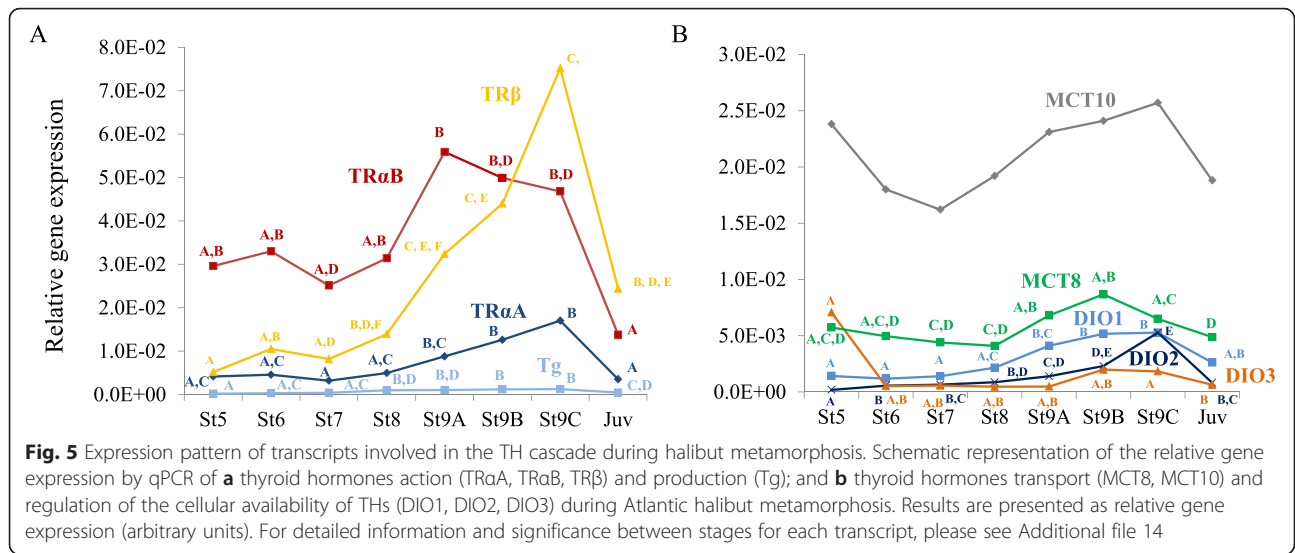 A
8.0E-02
7.0E-02
6.0E-02
5.0E-02
4.0E-02
3.0E-02
2.0E-02
1.0E-02
0.0E+00
Relative gene expression
TRβ
A A,B A,D B,D,F C, E, F C, E C, B, D, E
TRαB
A,B A,B A,D A,B B B,D B,D A
TRαA
A,C A,C A,C A,C B,C B B A
Tg
A A,C B,D B,D B B C,D
St5 St6 St7 St8 St9A St9B St9C Juv
B
3.0E-02
2.5E-02
2.0E-02
1.5E-02
1.0E-02
5.0E-03
0.0E+00
MCT10
MCT8
A,C,D A,C,D C,D C,D A,B A,B A,C D
DIO1
A A A A,C B,C B B A,B
DIO2
A B B,C B,D C,D D,E E B,C
DIO3
A A,B A,B A,B A,B A,B A B
St5 St6 St7 St8 St9A St9B St9C Juv
Fig. 5 Expression pattern of transcripts involved in the TH cascade during halibut metamorphosis. Schematic representation of the relative gene
expression by qPCR of a thyroid hormones action (TRαA, TRαB, TRβ) and production (Tg); and b thyroid hormones transport (MCT8, MCT10) and
regulation of the cellular availability of THs (DIO1, DIO2, DIO3) during Atlantic halibut metamorphosis. Results are presented as relative gene
expression (arbitrary units). For detailed information and significance between stages for each transcript, please see Additional file 14